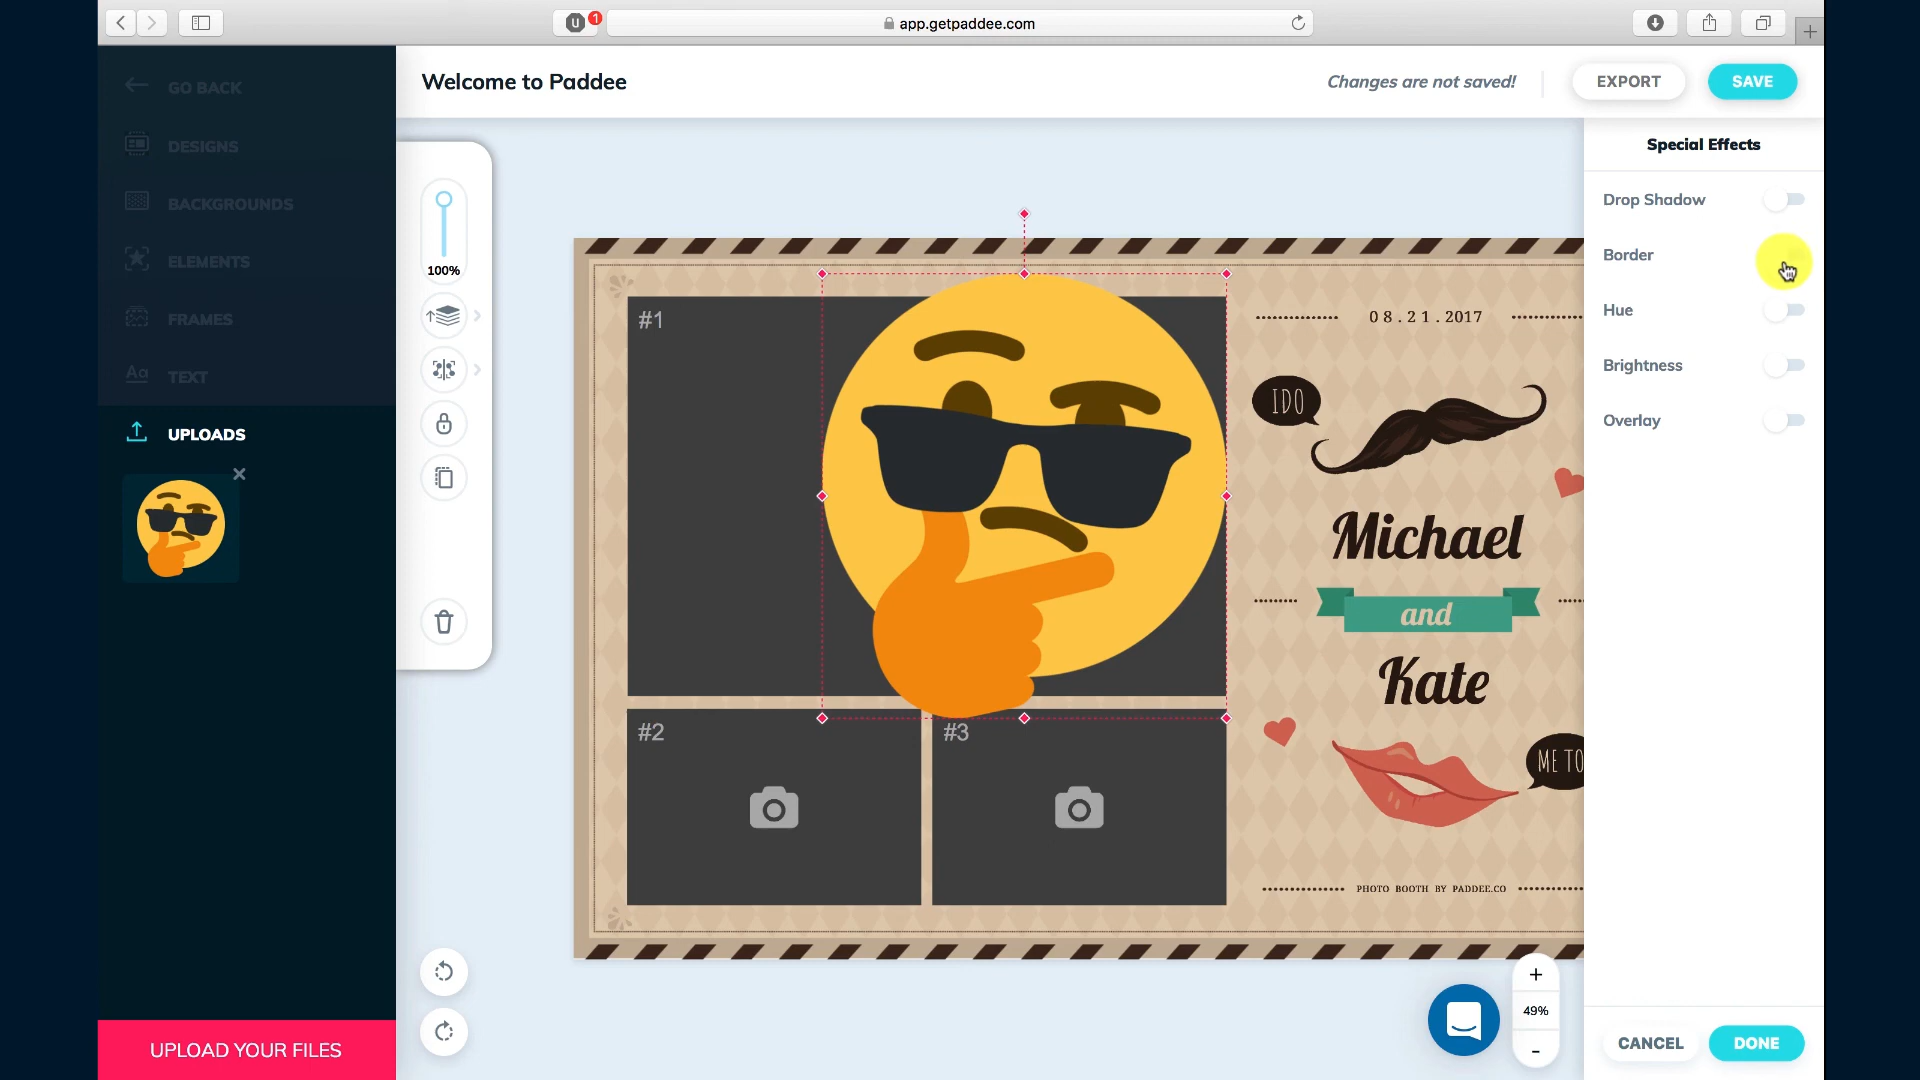 U
1
app.getpaddee.com
GO BACK
DESIGNS
BACKGROUNDS
ELEMENTS
FRAMES
Aa TEXT
UPLOADS
UPLOAD YOUR FILES
Welcome to Paddee
Changes are not saved!
EXPORT
SAVE
100%
#1
#2
#3
08.21.2017
I DO
Michael
and
Kate
ME TO
PHOTO BOOTH BY PADDEE.CO
+
49%
-
Special Effects
Drop Shadow
Border
Hue
Brightness
Overlay
CANCEL
DONE